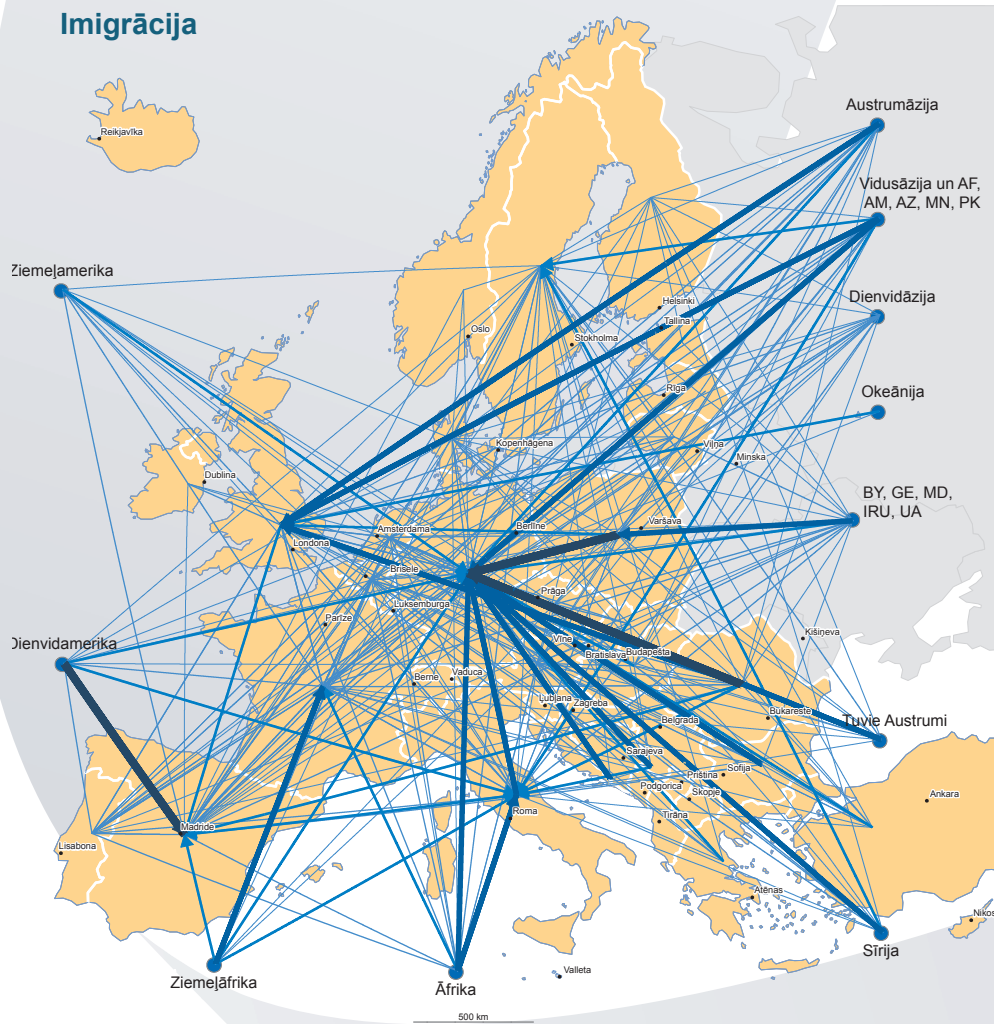 Imigrācija
Austrumāzija
Reikjavīka
Vidusāzija un AF,
AM, AZ, MN, PK
Ziemeļamerika
Dienvidāzija
Helsinki
Tallina
Oslo
Stokholma
Rīga
Okeānija
Kopenhāgena
Viļņa
Minska
Dublina
BY, GE, MD,
IRU, UA
Amsterdama
Berlīne
Varšava
Londona
Brisele
Prāga
Luksemburga
Parīze
Kišiņeva
Dienvidamerika
Vīne
Bratislava
Budapešta
Berne
Vaduca
Ļubļana
Zagreba
Bukareste
Belgrada
Tuvie Austrumi
Sarajeva
Sofija
Podgorica
Priština
Skopje
Ankara
Roma
Tirāna
Madride
Lisabona
Atēnas
Nikos
Sīrija
Valleta
Ziemeļāfrika
Āfrika
500 km